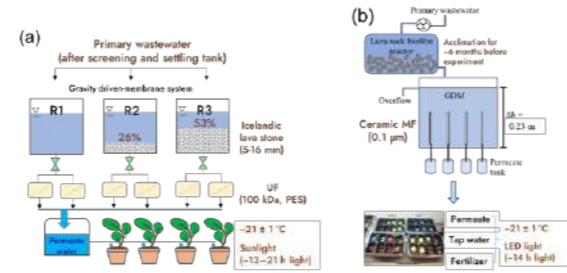 (a)
Primary wastewater
(after screening and settling tank)
Gravity driven-membrane system
R1
R2
R3
26%
53%
Icelandic
lava stone
(5-16 mm)
UF
(100 kDa, PES)
Permeate
water
~21 ± 1 °C
Sunlight
(~13–21 h light)
(b)
Primary wastewater
Lava-rock biofilm
reactor
Acclimation for
~6 months before
experiment
Overflow
GDM
Ceramic MF
(0.1 μm)
Δh =
0.23 m
Permeate
tank
Permeate
Tap water
Fertilizer
~21 ± 1 °C
LED light
(~14 h light)